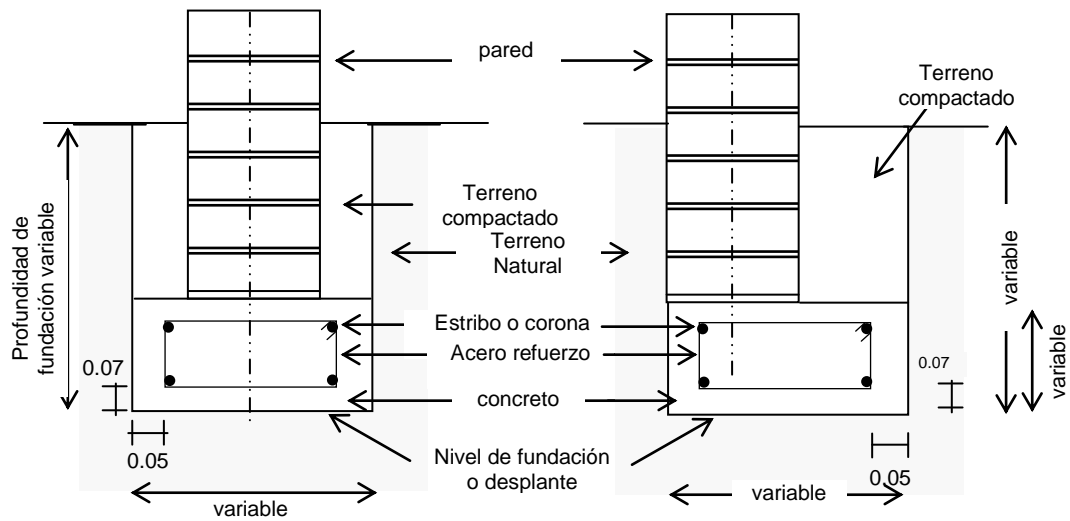 pared
Terreno
compactado
Profundidad de
fundación variable
Terreno
compactado
Terreno
Natural
variable
Estribo o corona
Acero refuerzo
0.07
0.07
variable
concreto
0.05
Nivel de fundación
o desplante
0.05
variable
variable